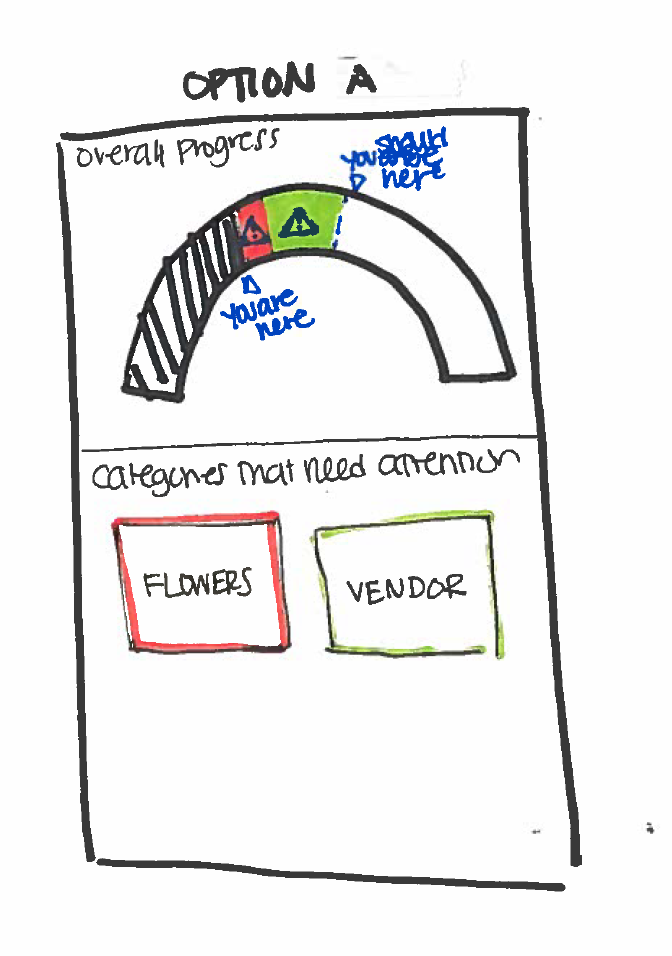 OPTION A
Overall Progress
You should be
here
You are
here
Categories that need attention
FLOWERS
VENDOR